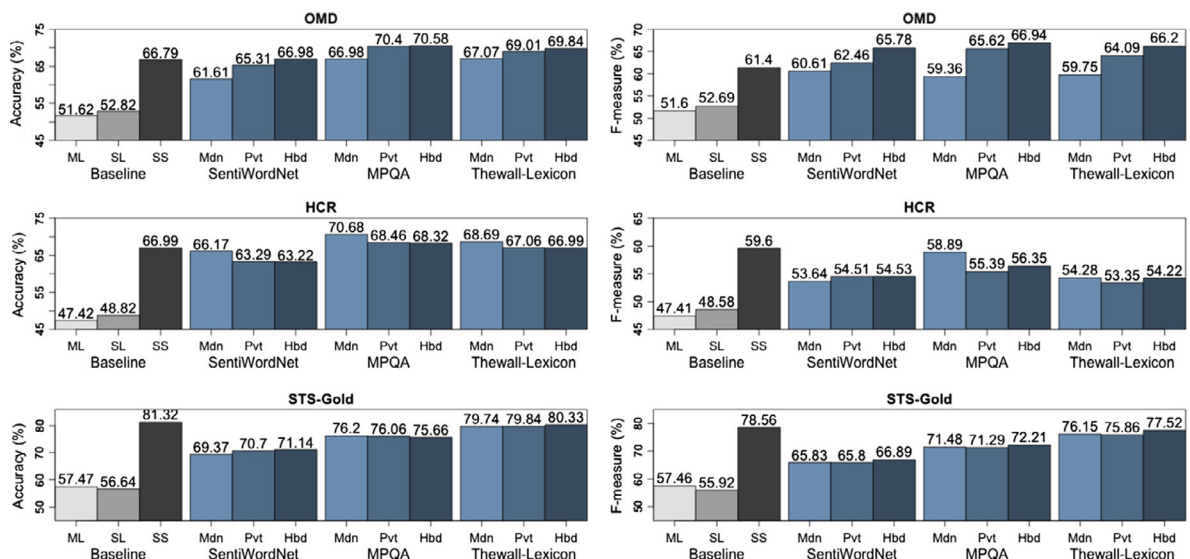 OMD
Accuracy (%)
75
65
55
45
51.62 52.82 66.79 61.61 65.31 66.98 66.98 70.4 70.58 67.07 69.01 69.84
ML SL SS Mdn Pvt Hbd Mdn Pvt Hbd Mdn Pvt Hbd
Baseline SentiWordNet MPQA Thewall-Lexicon
OMD
F-measure (%)
70
65
60
55
50
45
51.6 52.69 61.4 60.61 62.46 65.78 59.36 65.62 66.94 59.75 64.09 66.2
ML SL SS Mdn Pvt Hbd Mdn Pvt Hbd Mdn Pvt Hbd
Baseline SentiWordNet MPQA Thewall-Lexicon
HCR
Accuracy (%)
75
65
55
45
47.42 48.82 66.99 66.17 63.29 63.22 70.68 68.46 68.32 68.69 67.06 66.99
ML SL SS Mdn Pvt Hbd Mdn Pvt Hbd Mdn Pvt Hbd
Baseline SentiWordNet MPQA Thewall-Lexicon
HCR
F-measure (%)
65
60
55
50
45
47.41 48.58 59.6 53.64 54.51 54.53 58.89 55.39 56.35 54.28 53.35 54.22
ML SL SS Mdn Pvt Hbd Mdn Pvt Hbd Mdn Pvt Hbd
Baseline SentiWordNet MPQA Thewall-Lexicon
STS-Gold
Accuracy (%)
80
70
60
50
57.47 56.64 81.32 69.37 70.7 71.14 76.2 76.06 75.66 79.74 79.84 80.33
ML SL SS Mdn Pvt Hbd Mdn Pvt Hbd Mdn Pvt Hbd
Baseline SentiWordNet MPQA Thewall-Lexicon
STS-Gold
F-measure (%)
80
70
60
50
57.46 55.92 78.56 65.83 65.8 66.89 71.48 71.29 72.21 76.15 75.86 77.52
ML SL SS Mdn Pvt Hbd Mdn Pvt Hbd Mdn Pvt Hbd
Baseline SentiWordNet MPQA Thewall-Lexicon